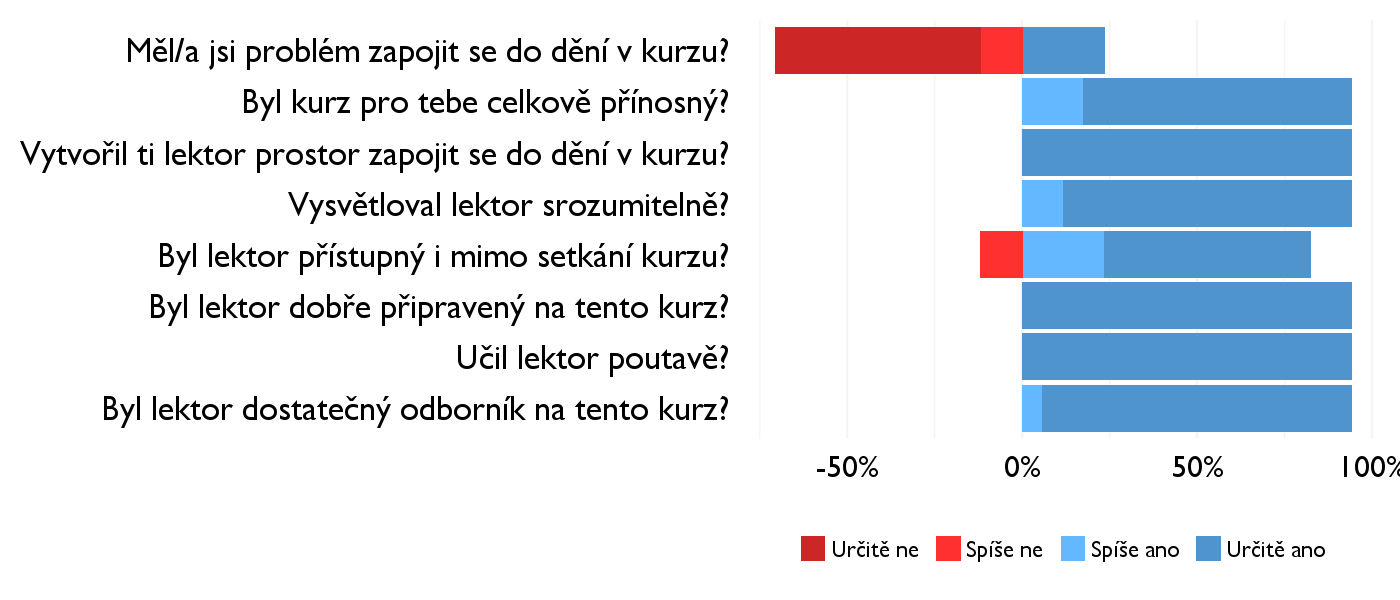 Měl/a jsi problém zapojit se do dění v kurzu?
Byl kurz pro tebe celkově přínosný?
Vytvořil ti lektor prostor zapojit se do dění v kurzu?
Vysvětloval lektor srozumitelně?
Byl lektor přístupný i mimo setkání kurzu?
Byl lektor dobře připravený na tento kurz?
Učil lektor poutavě?
Byl lektor dostatečný odborník na tento kurz?
-50% 0% 50% 100%
Určitě ne Spíše ne Spíše ano Určitě ano